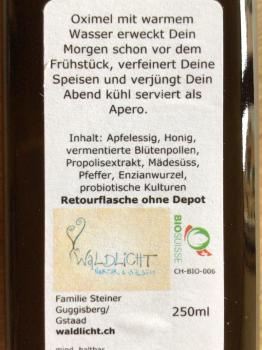 Oximel mit warmem
Wasser erweckt Dein
Morgen schon vor dem
Frühstück, verfeinert Deine
Speisen und verjüngt Dein
Abend kühl serviert als
Apero.
Inhalt: Apfelessig, Honig,
vermentierte Blütenpollen,
Propolisextrakt, Mädesüss,
Pfeffer, Enzianwurzel,
probiotische Kulturen
Retourflasche ohne Depot
WALDLICHT
BIOSUISSE
CH-BIO-006
Familie Steiner
Guggisberg/
Gstaad
waldlicht.ch
250ml
mind. haltbar